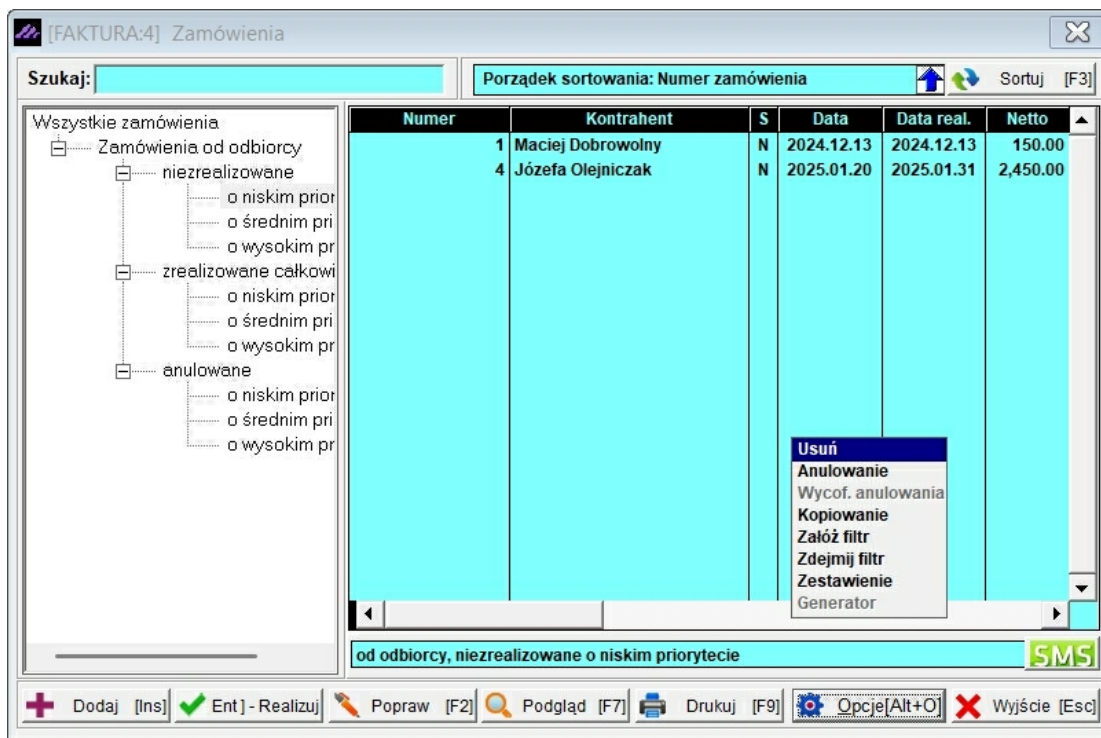 [FAKTURA:4] Zamówienia
Szukaj:
Porządek sortowania: Numer zamówienia
Sortuj [F3]
Wszystkie zamówienia
Zamówienia od odbiorcy
niezrealizowane
o niskim prior
o średnim pri
o wysokim pr
zrealizowane całkowi
o niskim prior
o średnim pri
o wysokim pr
anulowane
o niskim prior
o średnim pri
o wysokim pr
Numer Kontrahent S Data Data real. Netto
1 Maciej Dobrowolny N 2024.12.13 2024.12.13 150.00
4 Józefa Olejniczak N 2025.01.20 2025.01.31 2,450.00
Usuń
Anulowanie
Wycof. anulowania
Kopiowanie
Załóż filtr
Zdejmij filtr
Zestawienie
Generator
od odbiorcy, niezrealizowane o niskim priorytecie
SMS
Dodaj [Ins] Ent] - Realizuj Popraw [F2] Podgląd [F7] Drukuj [F9] Opcje[Alt+O] Wyjście [Esc]